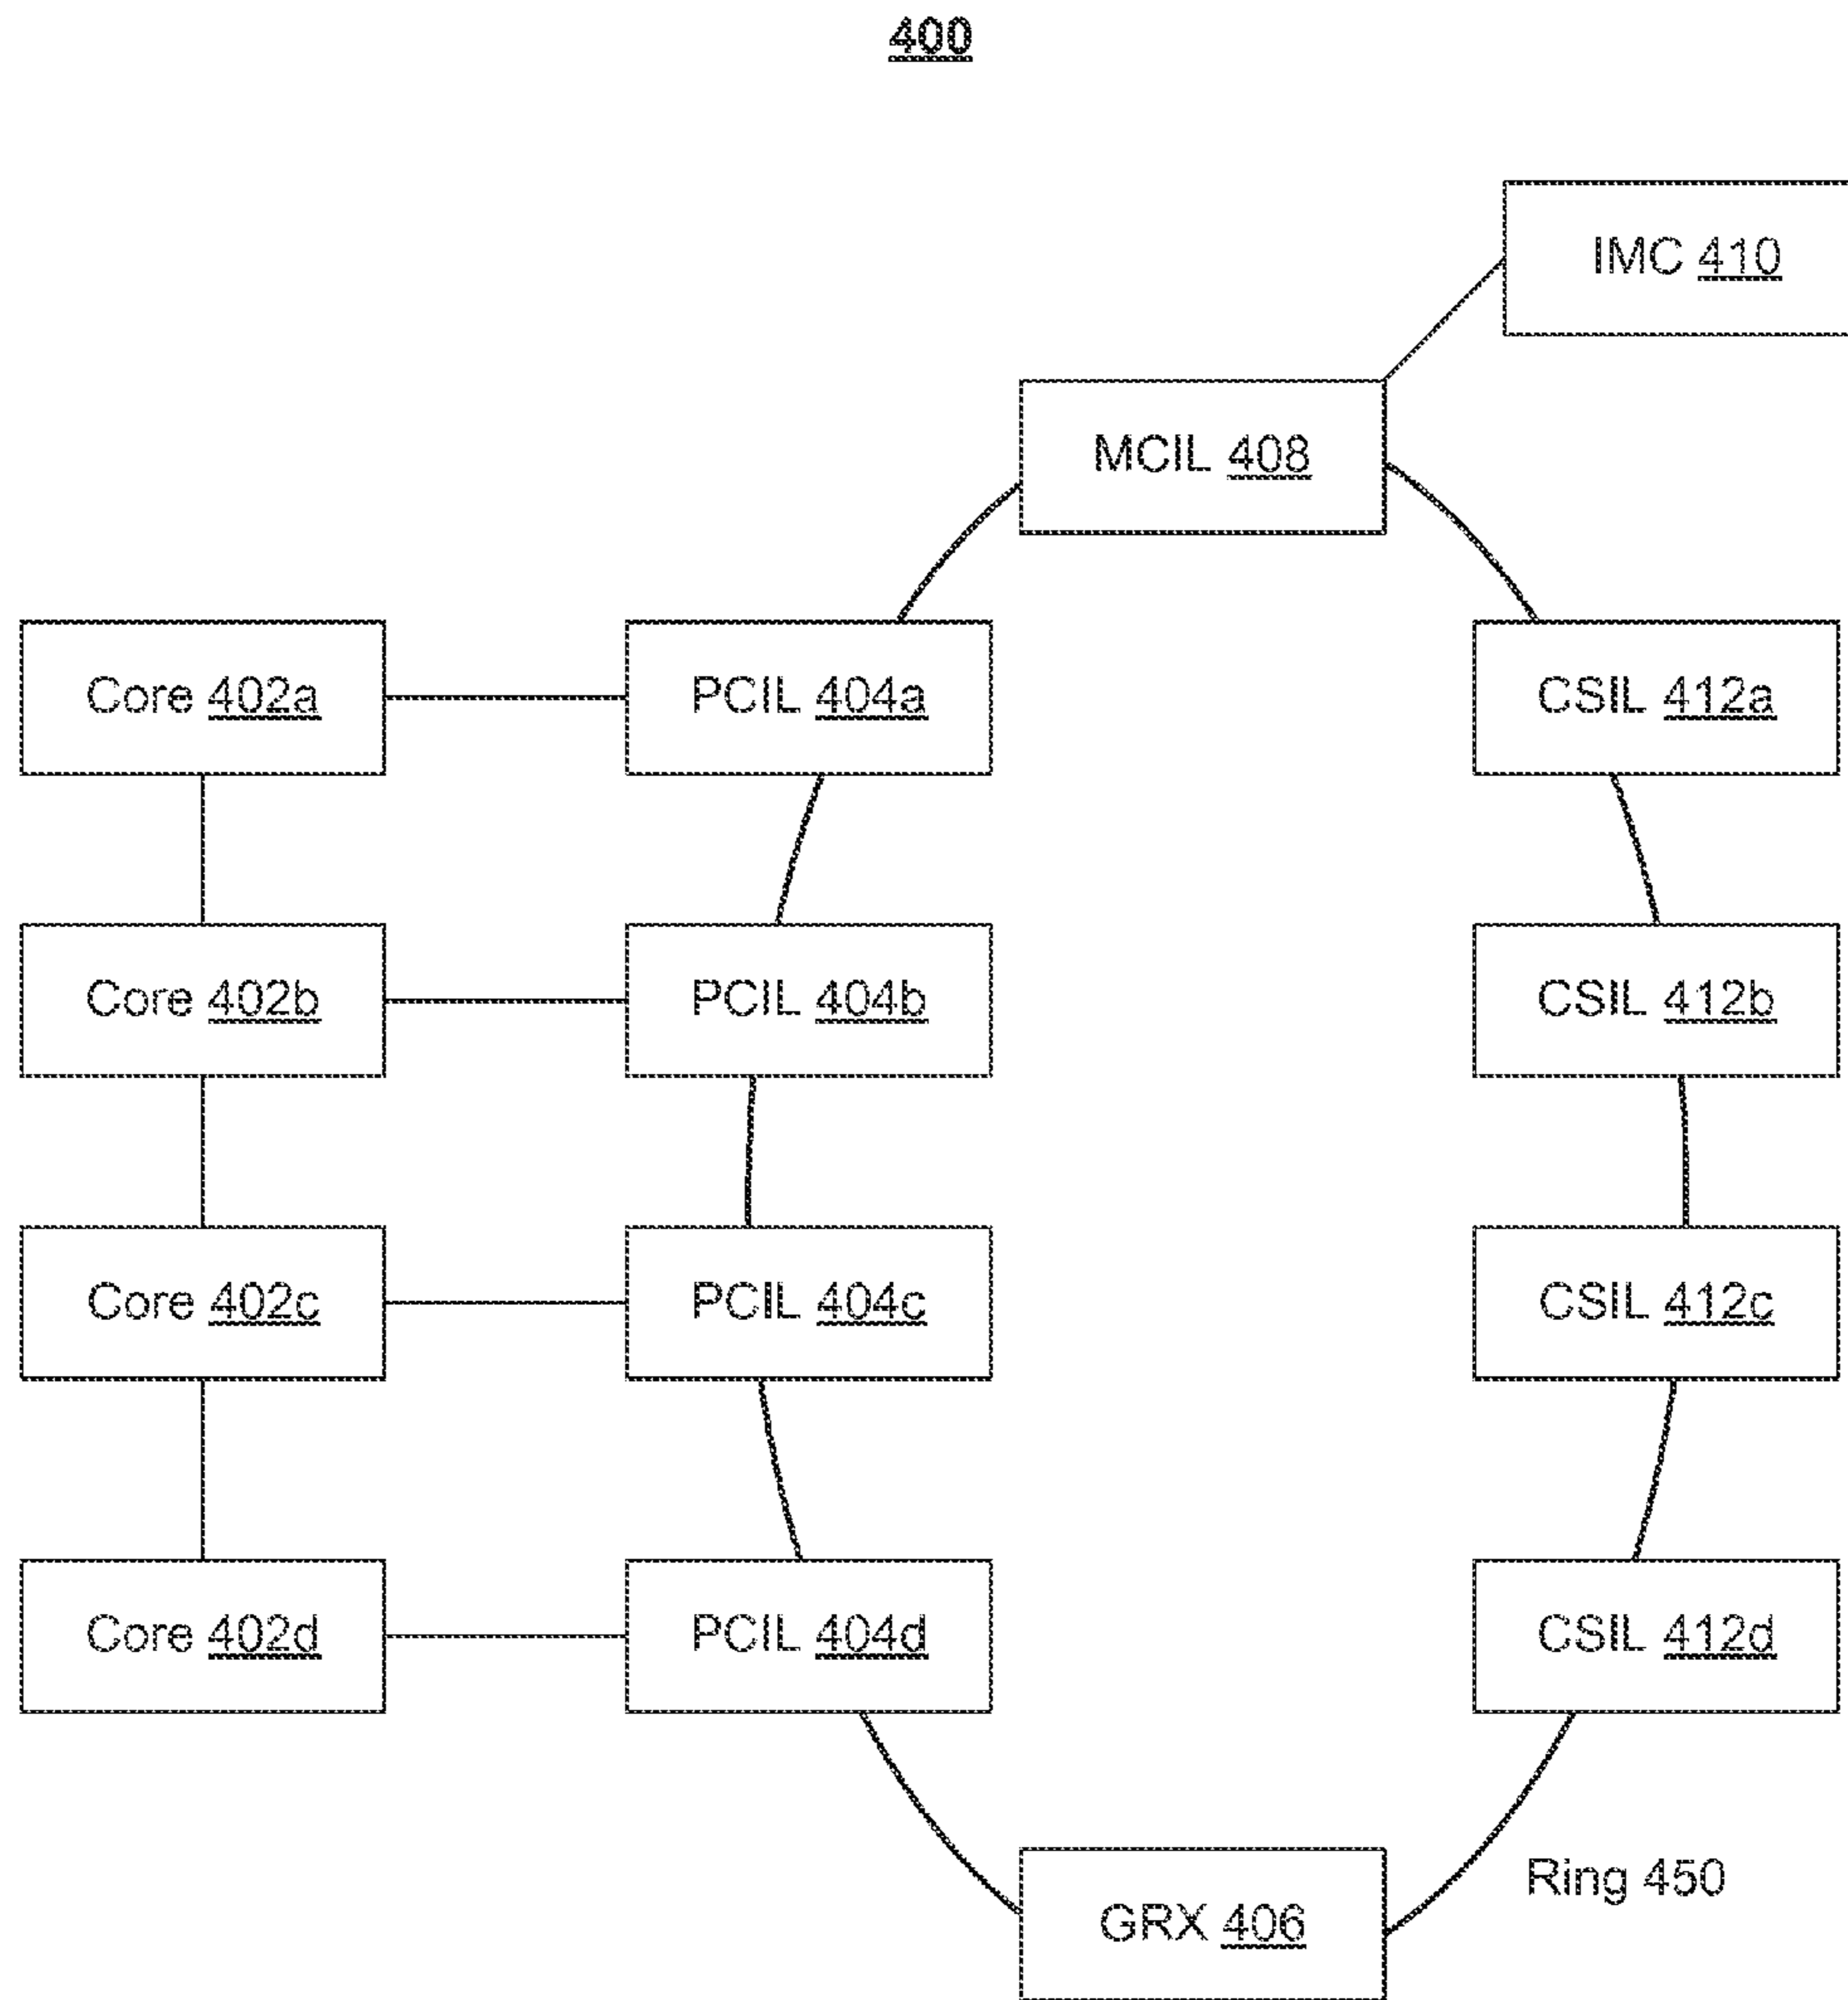 400
IMC 410
MCIL 408
Core 402a
PCIL 404a
CSIL 412a
Core 402b
PCIL 404b
CSIL 412b
Core 402c
PCIL 404c
CSIL 412c
Core 402d
PCIL 404d
CSIL 412d
Ring 450
GRX 406